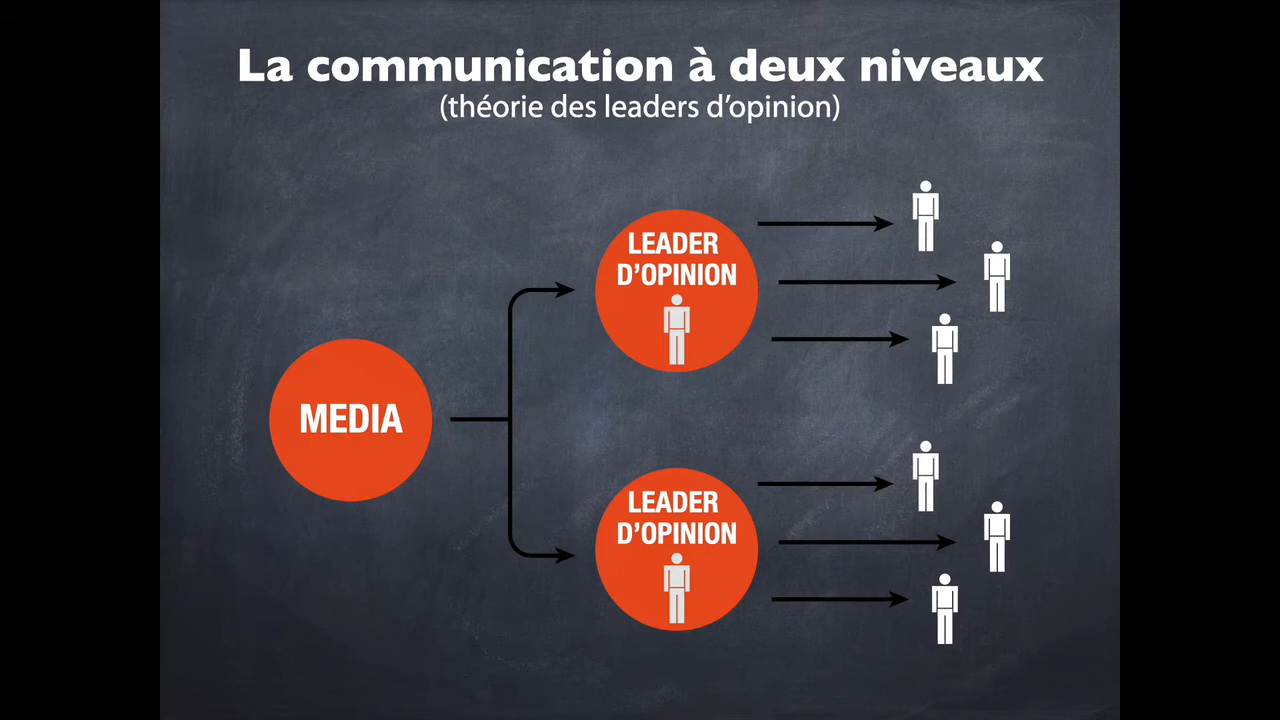 La communication à deux niveaux
(théorie des leaders d’opinion)
MEDIA
LEADER
D’OPINION
LEADER
D’OPINION